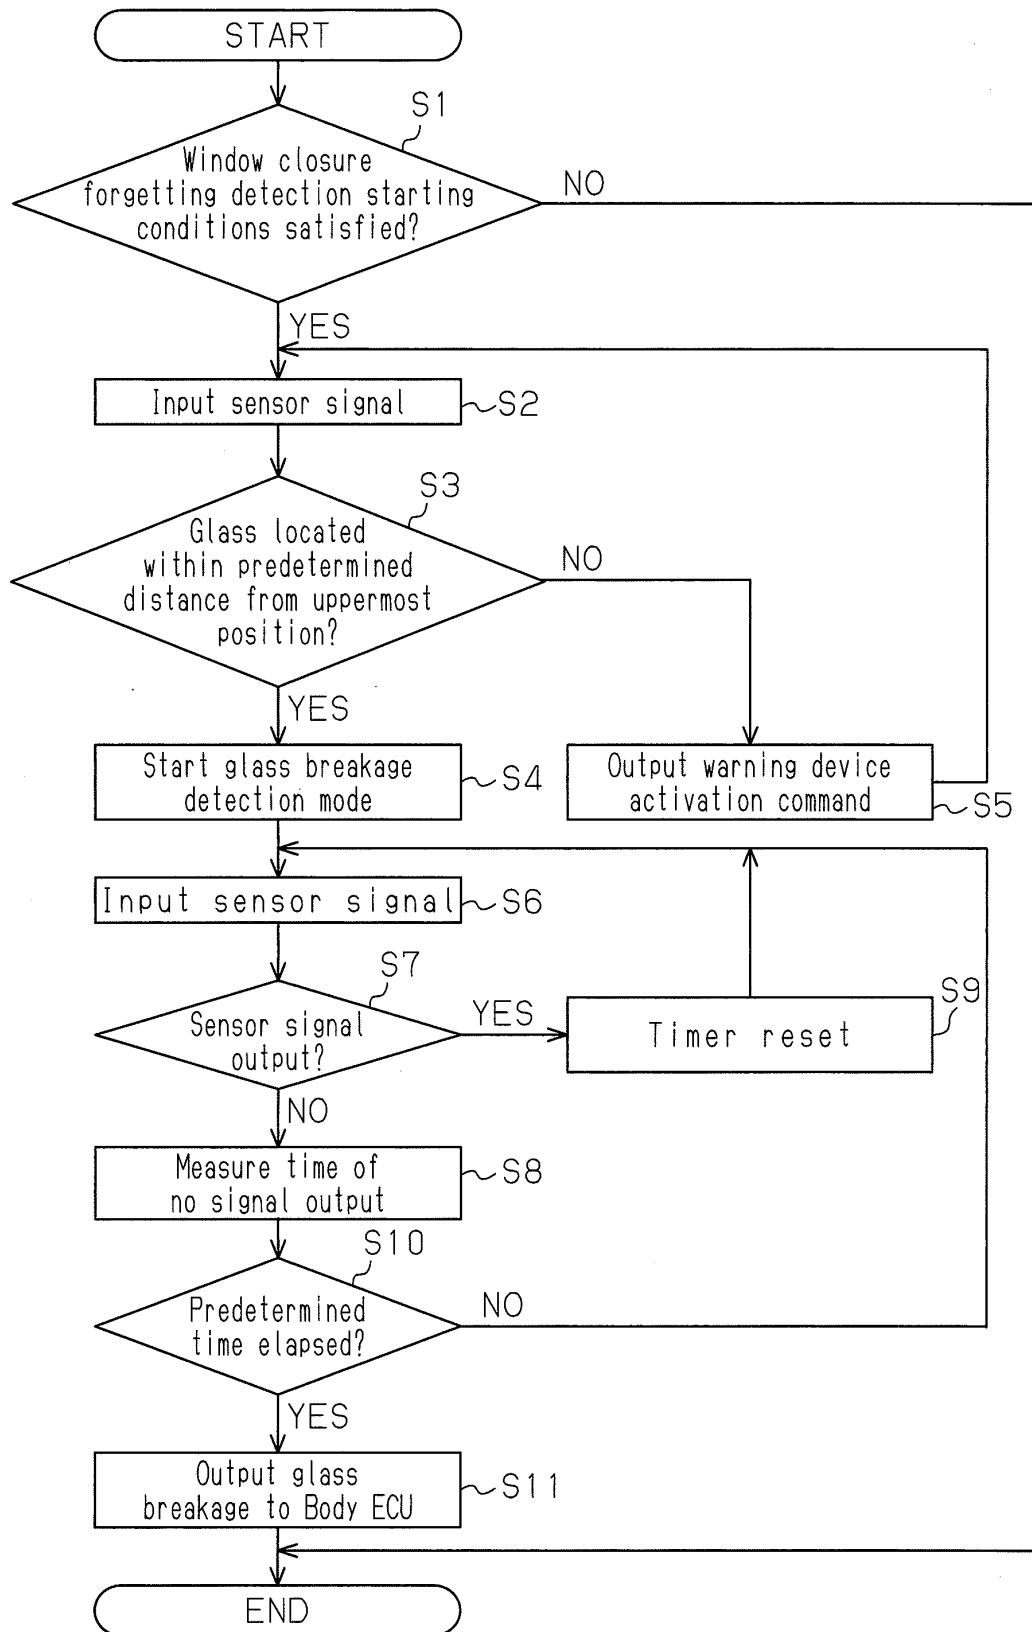 START
S1
Window closure
forgetting detection starting
conditions satisfied?
NO
YES
Input sensor signal
S2
S3
Glass located
within predetermined
distance from uppermost
position?
NO
YES
Start glass breakage
detection mode
S4
Output warning device
activation command
S5
Input sensor signal
S6
S7
Sensor signal
output?
YES
S9
Timer reset
NO
Measure time of
no signal output
S8
S10
Predetermined
time elapsed?
NO
YES
Output glass
breakage to Body ECU
S11
END